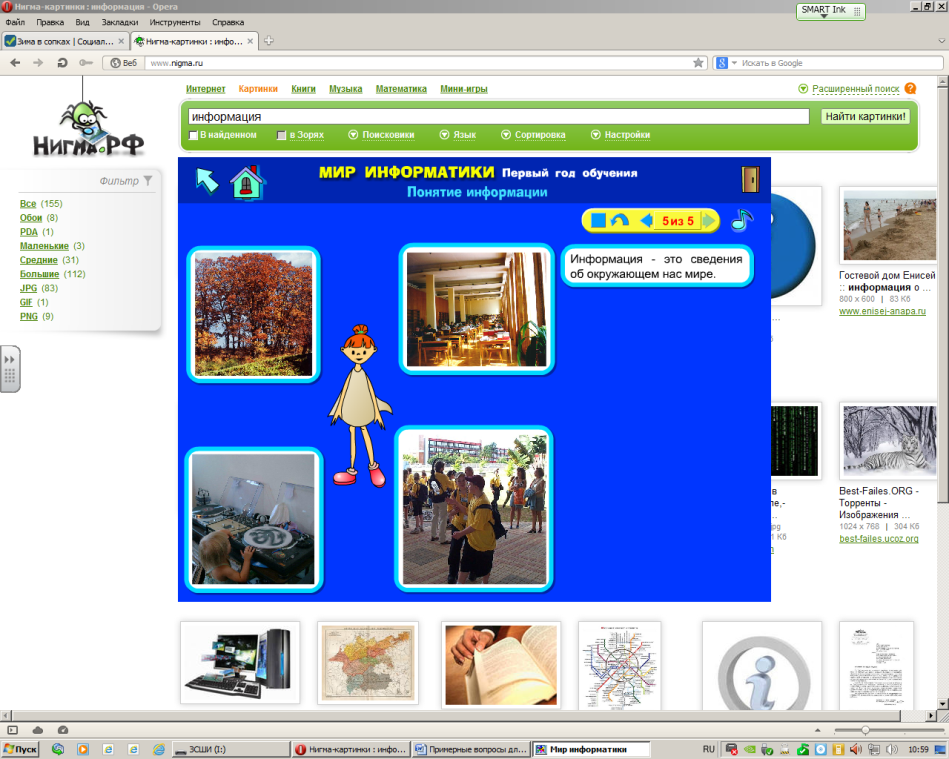 Нигма-картинки : информация - Opera
SMART Ink
Файл Правка Вид Закладки Инструменты Справка
Зима в сопках | Социал...
Нигма-картинки : инфо...
Веб www.nigma.ru
Искать в Google
Интернет Картинки Книги Музыка Математика Мини-игры
Расширенный поиск ?
информация
Найти картинки!
В найденном в Зорях Поисковики Язык Сортировка Настройки
НИГМА.РФ
Фильтр
Все (155)
Обои (8)
PDA (1)
Маленькие (3)
Средние (31)
Большие (112)
JPG (83)
GIF (1)
PNG (9)
МИР ИНФОРМАТИКИ Первый год обучения
Понятие информации
5 из 5
Информация - это сведения
об окружающем нас мире.
Гостевой дом Енисей
:: информация о ...
800 x 600 | 83 Кб
www.enisej-anapa.ru
Best-Failes.ORG -
Торренты -
Изображения ...
1024 x 768 | 304 Кб
best-failes.ucoz.org
Пуск
ЗСШИ (I:)
Нигма-картинки : инфо...
Примерные вопросы дл...
Мир информатики
RU
10:59